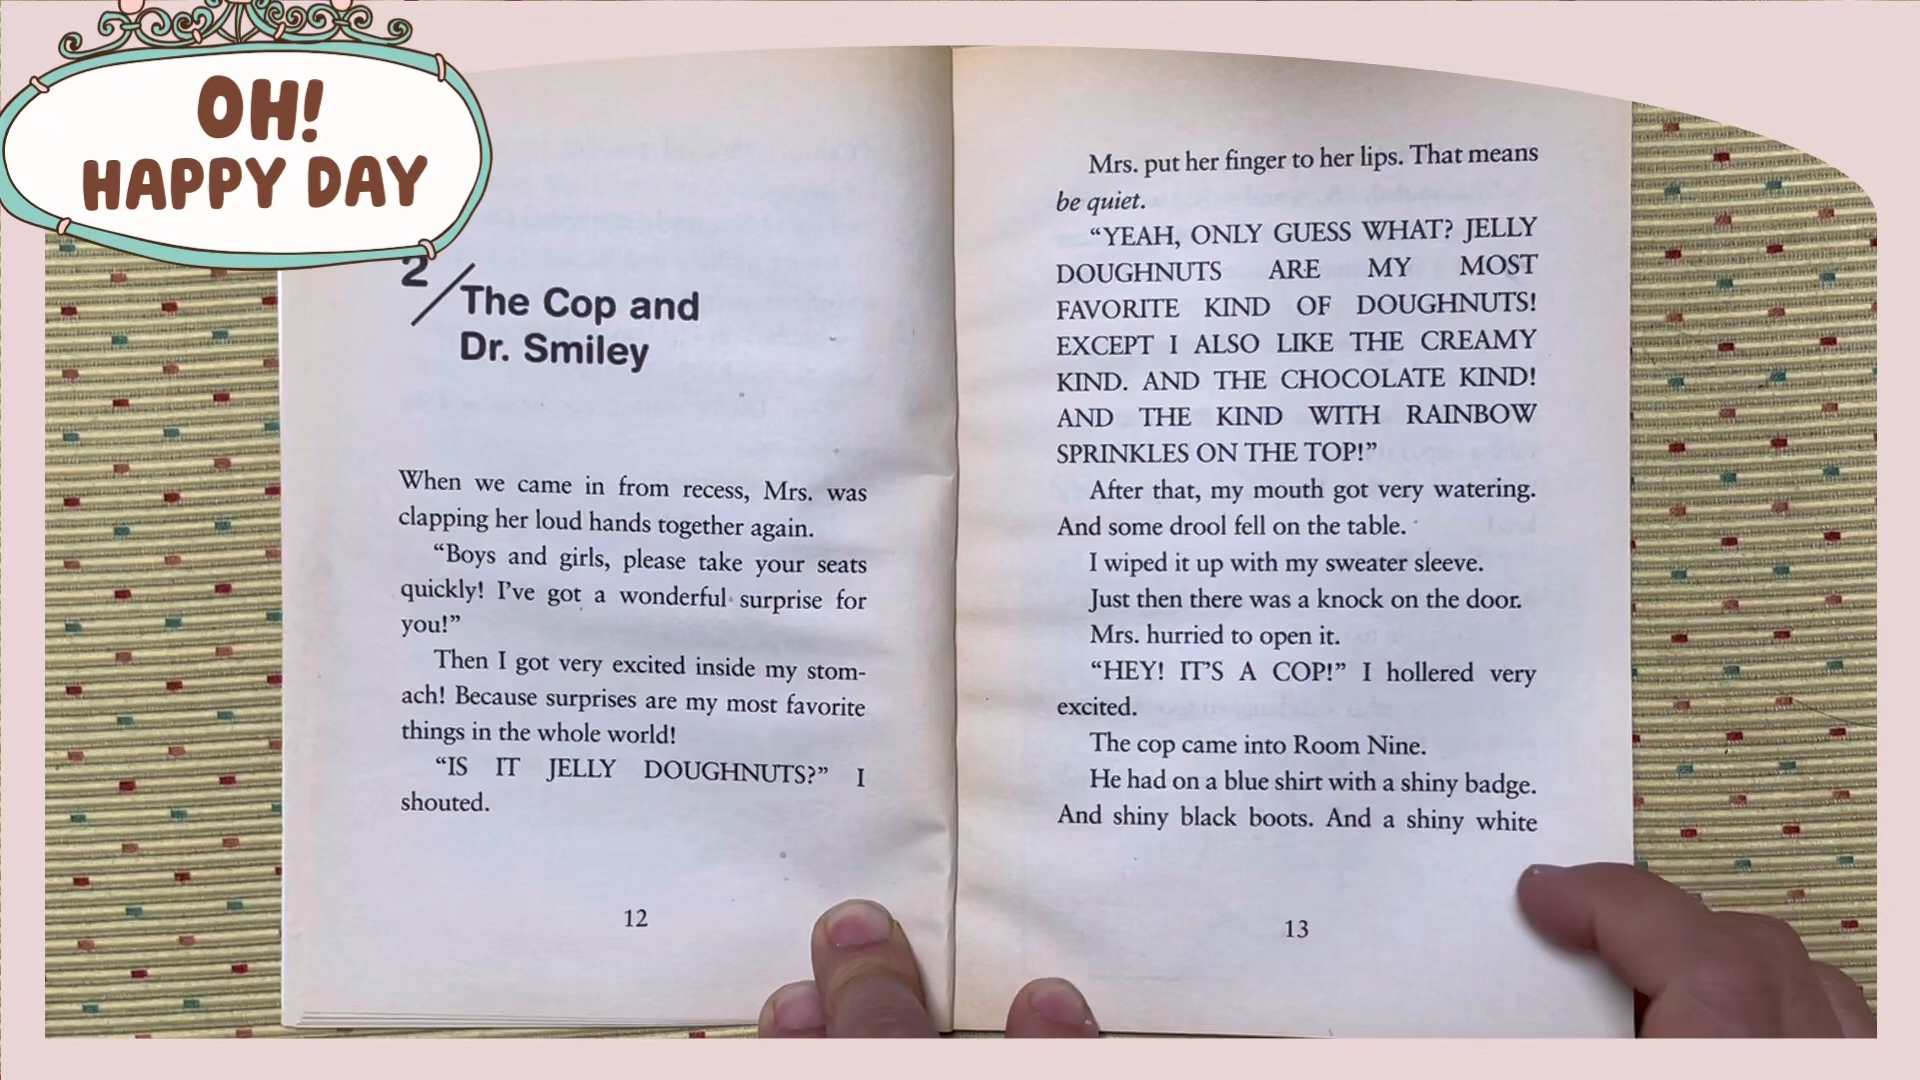 OH!
HAPPY DAY
2/The Cop and
Dr. Smiley
When we came in from recess, Mrs. was
clapping her loud hands together again.
“Boys and girls, please take your seats
quickly! I’ve got a wonderful surprise for
you!”
Then I got very excited inside my stom-
ach! Because surprises are my most favorite
things in the whole world!
“IS IT JELLY DOUGHNUTS?” I
shouted.
12
Mrs. put her finger to her lips. That means
be quiet.
“YEAH, ONLY GUESS WHAT? JELLY
DOUGHNUTS ARE MY MOST
FAVORITE KIND OF DOUGHNUTS!
EXCEPT I ALSO LIKE THE CREAMY
KIND. AND THE CHOCOLATE KIND!
AND THE KIND WITH RAINBOW
SPRINKLES ON THE TOP!”
After that, my mouth got very watering.
And some drool fell on the table.
I wiped it up with my sweater sleeve.
Just then there was a knock on the door.
Mrs. hurried to open it.
“HEY! IT’S A COP!” I hollered very
excited.
The cop came into Room Nine.
He had on a blue shirt with a shiny badge.
And shiny black boots. And a shiny white
13